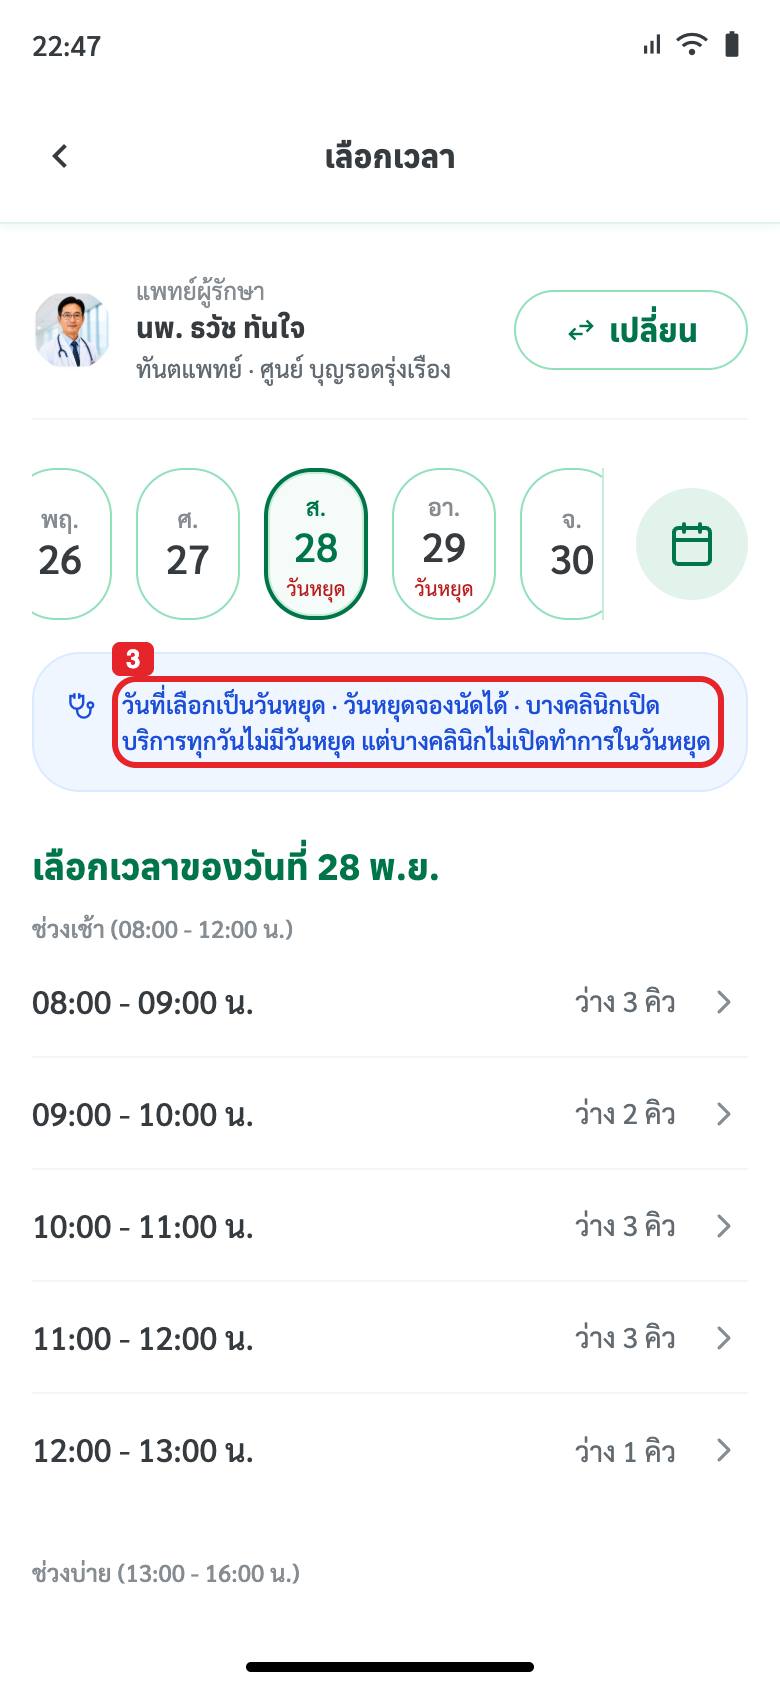 22:47
เลือกเวลา
แพทย์ผู้รักษา
นพ. ธวัช ทันใจ
ทันตแพทย์ · ศูนย์ บุญรอดรุ่งเรือง
เปลี่ยน
พฤ.
26
ศ.
27
ส.
28
วันหยุด
อา.
29
วันหยุด
จ.
30
3
วันที่เลือกเป็นวันหยุด · วันหยุดจองนัดได้ · บางคลินิกเปิด
บริการทุกวันไม่มีวันหยุด แต่บางคลินิกไม่เปิดทำการในวันหยุด
เลือกเวลาของวันที่ 28 พ.ย.
ช่วงเช้า (08:00 - 12:00 น.)
08:00 - 09:00 น. ว่าง 3 คิว
09:00 - 10:00 น. ว่าง 2 คิว
10:00 - 11:00 น. ว่าง 3 คิว
11:00 - 12:00 น. ว่าง 3 คิว
12:00 - 13:00 น. ว่าง 1 คิว
ช่วงบ่าย (13:00 - 16:00 น.)